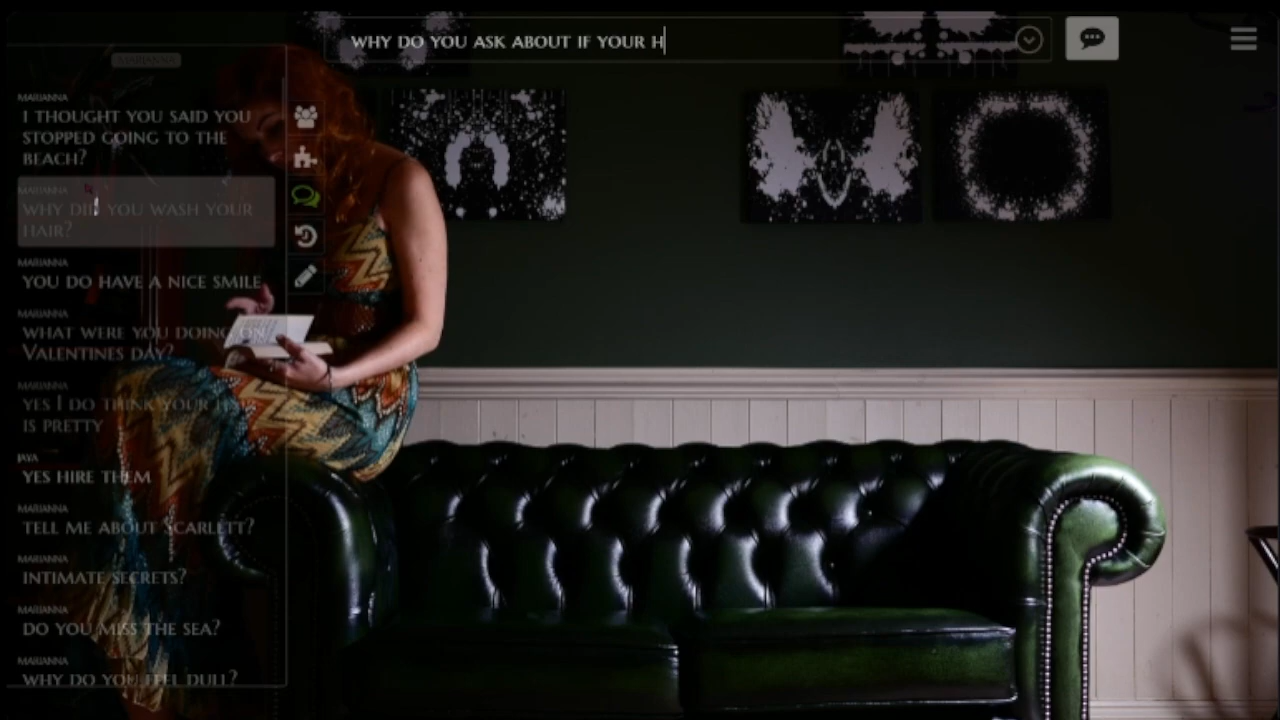 WHY DO YOU ASK ABOUT IF YOUR H
MARIANNA
MARIANNA
I THOUGHT YOU SAID YOU
STOPPED GOING TO THE
BEACH?
MARIANNA
WHY DID YOU WASH YOUR
HAIR?
MARIANNA
YOU DO HAVE A NICE SMILE
MARIANNA
WHAT WERE YOU DOING ON
VALENTINES DAY?
MARIANNA
YES I DO THINK YOUR
IS PRETTY
JAYA
YES HIRE THEM
MARIANNA
TELL ME ABOUT SCARLETT?
MARIANNA
INTIMATE SECRETS?
MARIANNA
DO YOU MISS THE SEA?
MARIANNA
WHY DO YOU FEEL DULL?